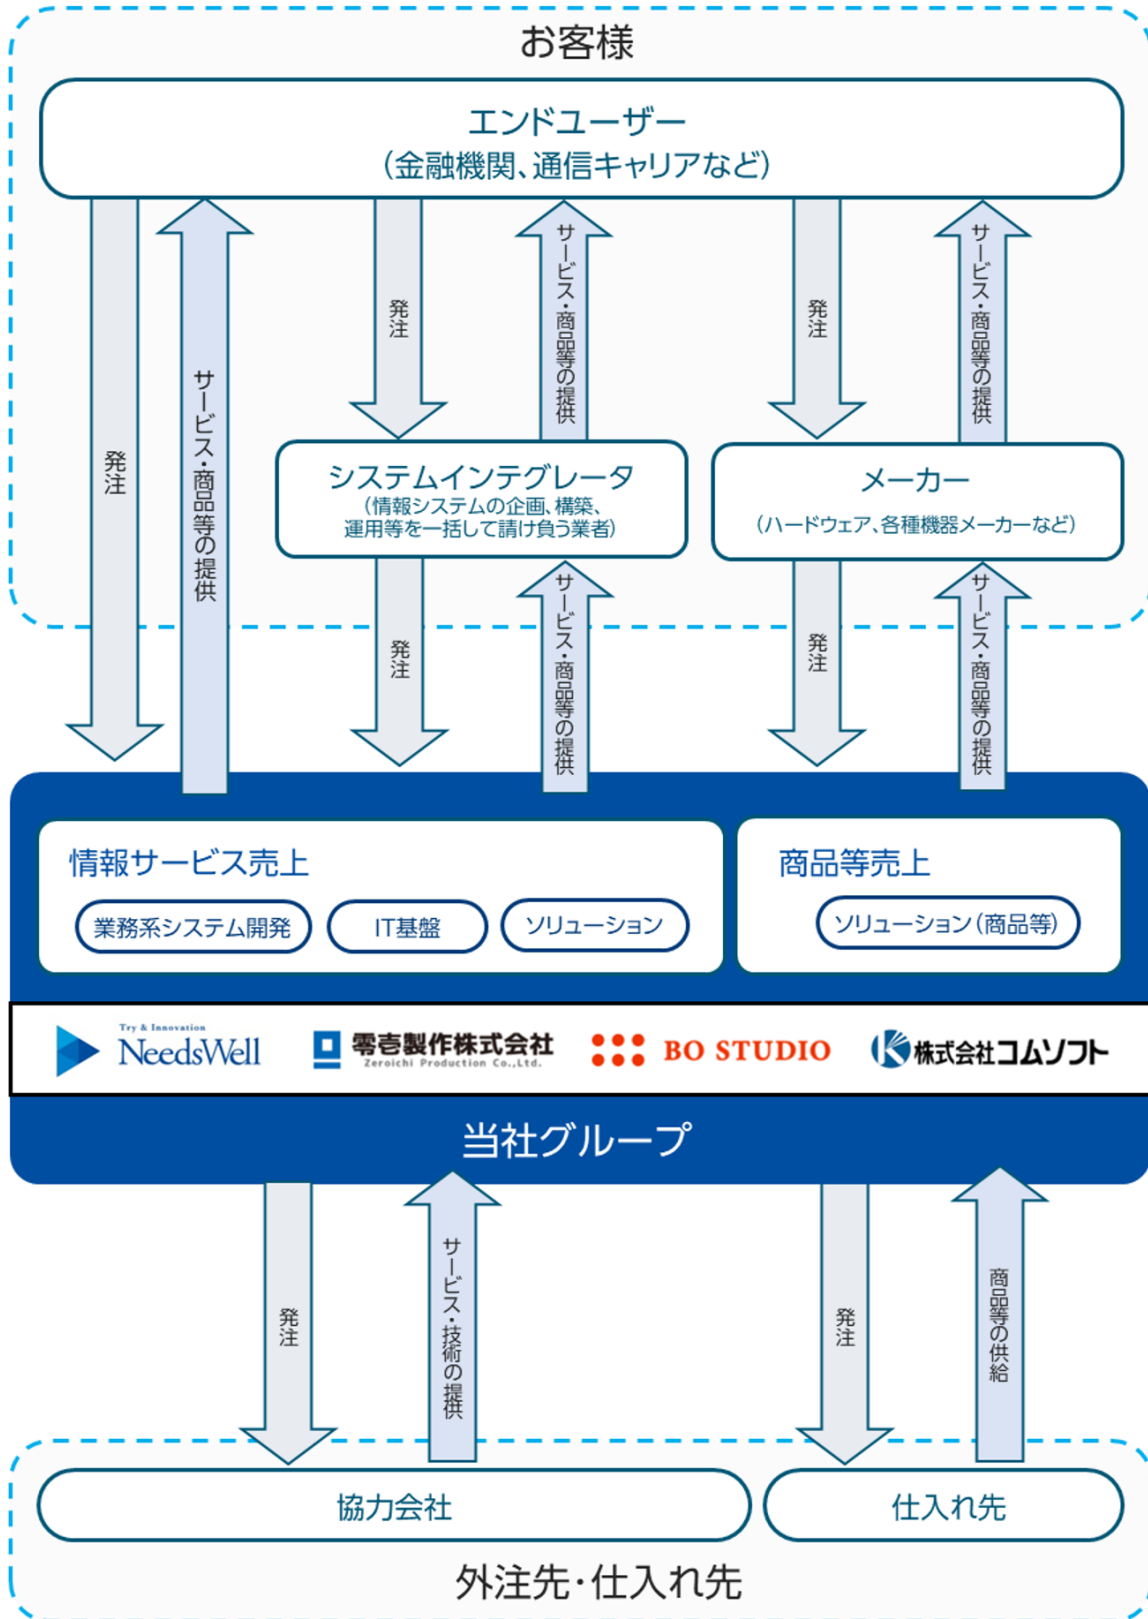 お客様
エンドユーザー
（金融機関、通信キャリアなど）
発注
サービス・商品等の提供
発注
サービス・商品等の提供
発注
サービス・商品等の提供
システムインテグレータ
（情報システムの企画、構築、
運用等を一括して請け負う業者）
メーカー
（ハードウェア、各種機器メーカーなど）
発注
サービス・商品等の提供
発注
サービス・商品等の提供
情報サービス売上
業務系システム開発
IT基盤
ソリューション
商品等売上
ソリューション（商品等）
Try & Innovation
NeedsWell
零壱製作株式会社
Zeroichi Production Co.,Ltd.
BO STUDIO
株式会社コムソフト
当社グループ
発注
サービス・技術の提供
発注
商品等の供給
協力会社
仕入れ先
外注先・仕入れ先